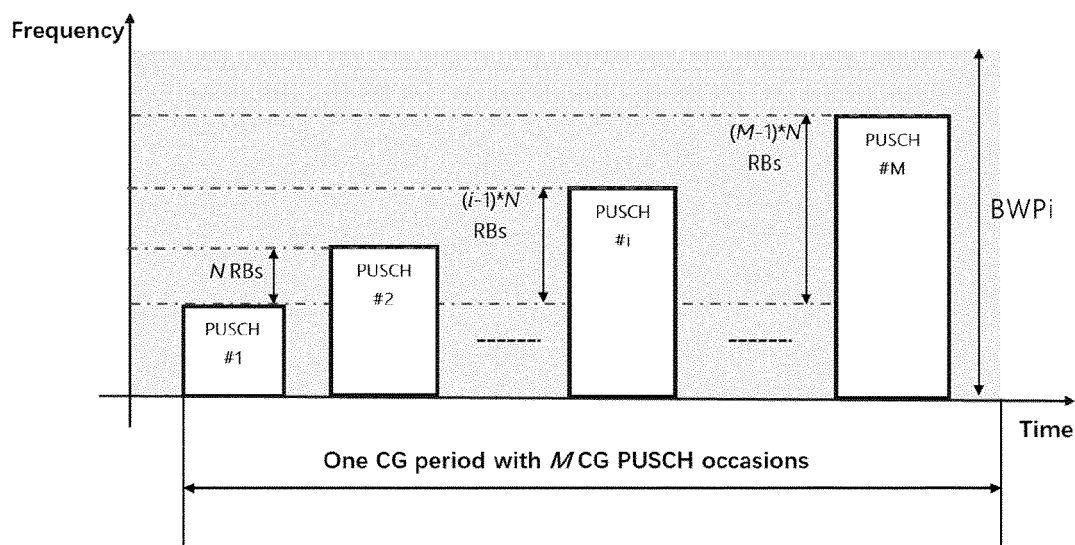 Frequency
(M-1)*N
RBs
PUSCH
#M
(i-1)*N
RBs
PUSCH
#i
BWPi
N RBs
PUSCH
#2
PUSCH
#1
Time
One CG period with M CG PUSCH occasions